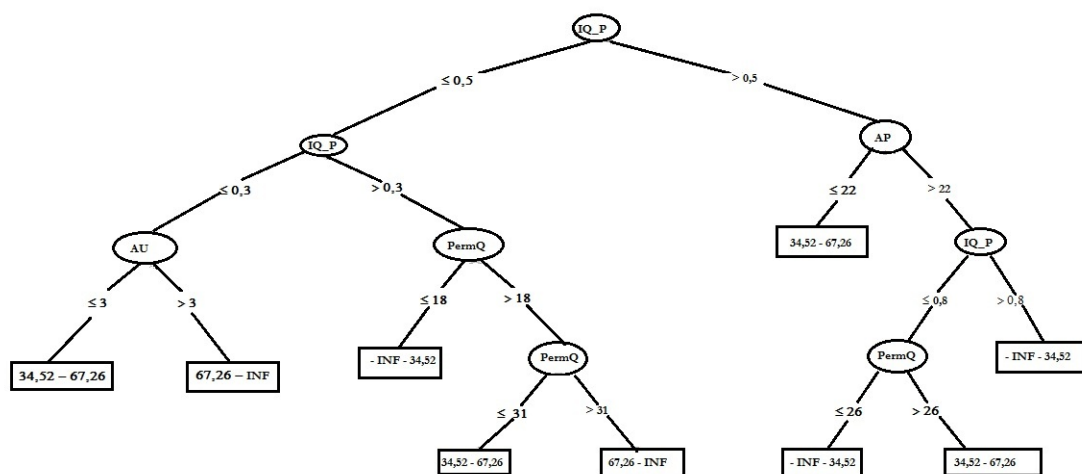 IQ_P
≤ 0,5
> 0,5
IQ_P
AP
≤ 0,3
> 0,3
≤ 22
> 22
AU
PermQ
34,52 - 67,26
IQ_P
≤ 3
> 3
≤ 18
> 18
≤ 0,8
> 0,8
34,52 – 67,26
67,26 – INF
- INF - 34,52
PermQ
PermQ
- INF - 34,52
≤ 31
> 31
≤ 26
> 26
34,52 - 67,26
67,26 - INF
- INF - 34,52
34,52 - 67,26